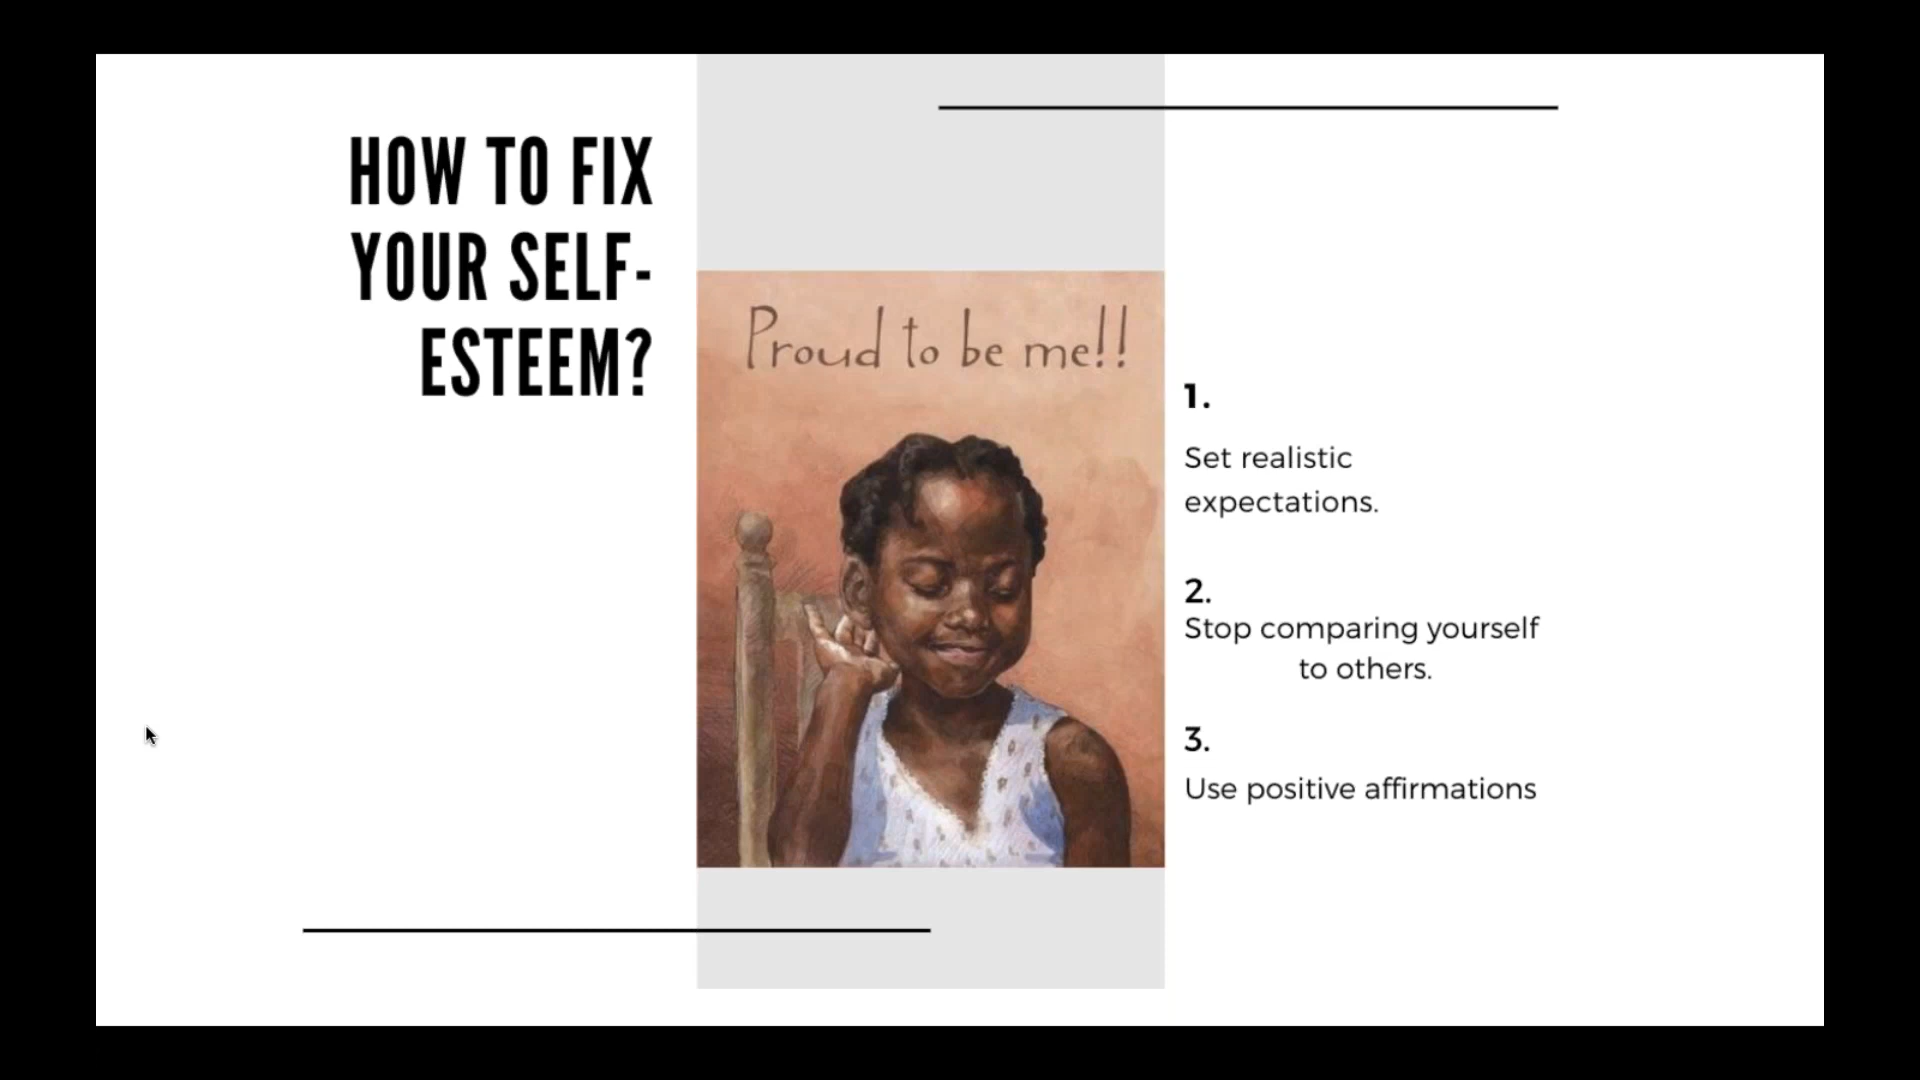 HOW TO FIX
YOUR SELF-
ESTEEM?
Proud to be me!!
1.
Set realistic
expectations.
2.
Stop comparing yourself
to others.
3.
Use positive affirmations